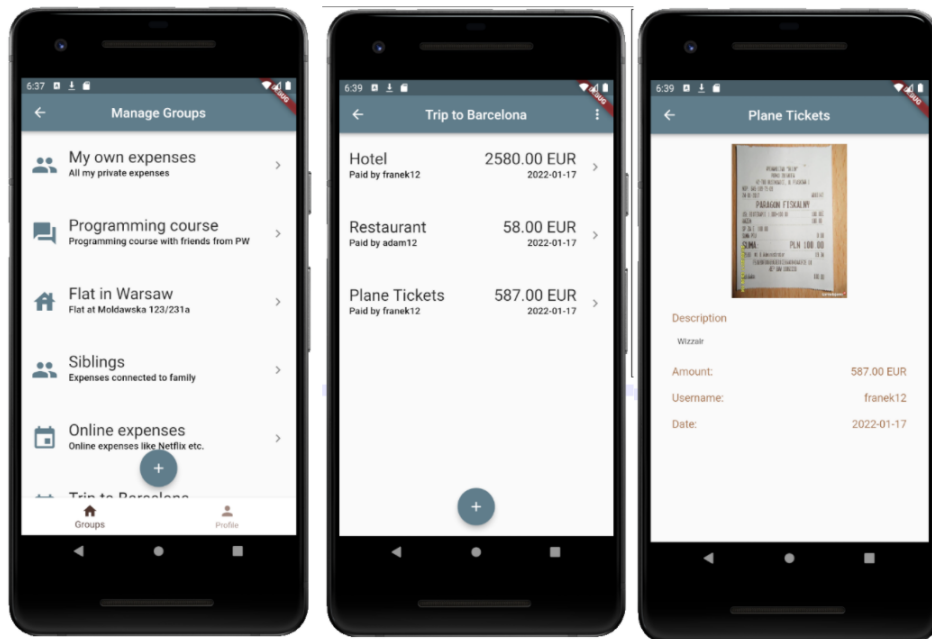 6:37
DEBUG
Manage Groups
My own expenses
All my private expenses
Programming course
Programming course with friends from PW
Flat in Warsaw
Flat at Mołdawska 123/231a
Siblings
Expenses connected to family
Online expenses
Online expenses like Netflix etc.
+
Trip to Barcelona
Groups
Profile
6:39
DEBUG
Trip to Barcelona
Hotel 2580.00 EUR
Paid by franek12 2022-01-17
Restaurant 58.00 EUR
Paid by adam12 2022-01-17
Plane Tickets 587.00 EUR
Paid by franek12 2022-01-17
+
6:39
DEBUG
Plane Tickets
PARAGON FISKALNY
SUMA: PLN 100.00
Description
Wizzair
Amount: 587.00 EUR
Username: franek12
Date: 2022-01-17